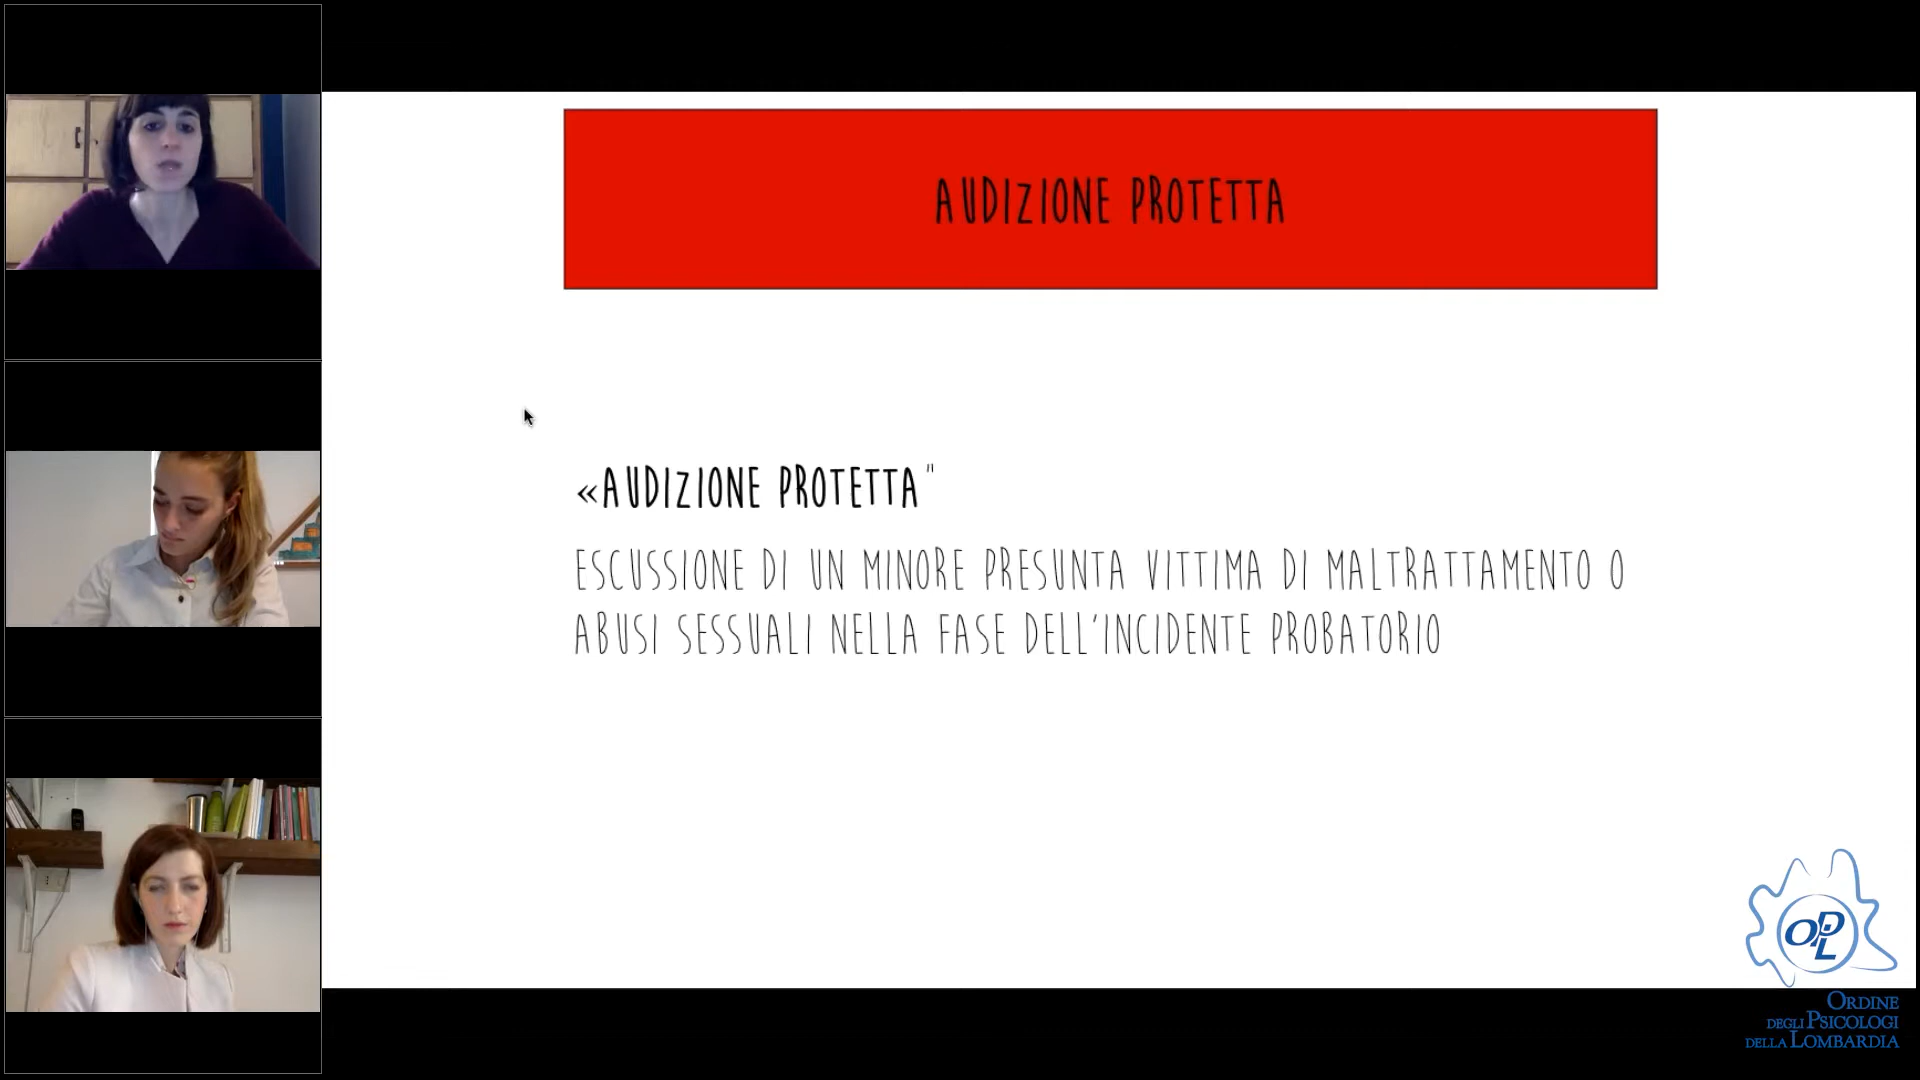 AUDIZIONE PROTETTA
«AUDIZIONE PROTETTA"
ESCUSSIONE DI UN MINORE PRESUNTA VITTIMA DI MALTRATTAMENTO O
ABUSI SESSUALI NELLA FASE DELL'INCIDENTE PROBATORIO
OPL
ORDINE
DEGLI PSICOLOGI
DELLA LOMBARDIA